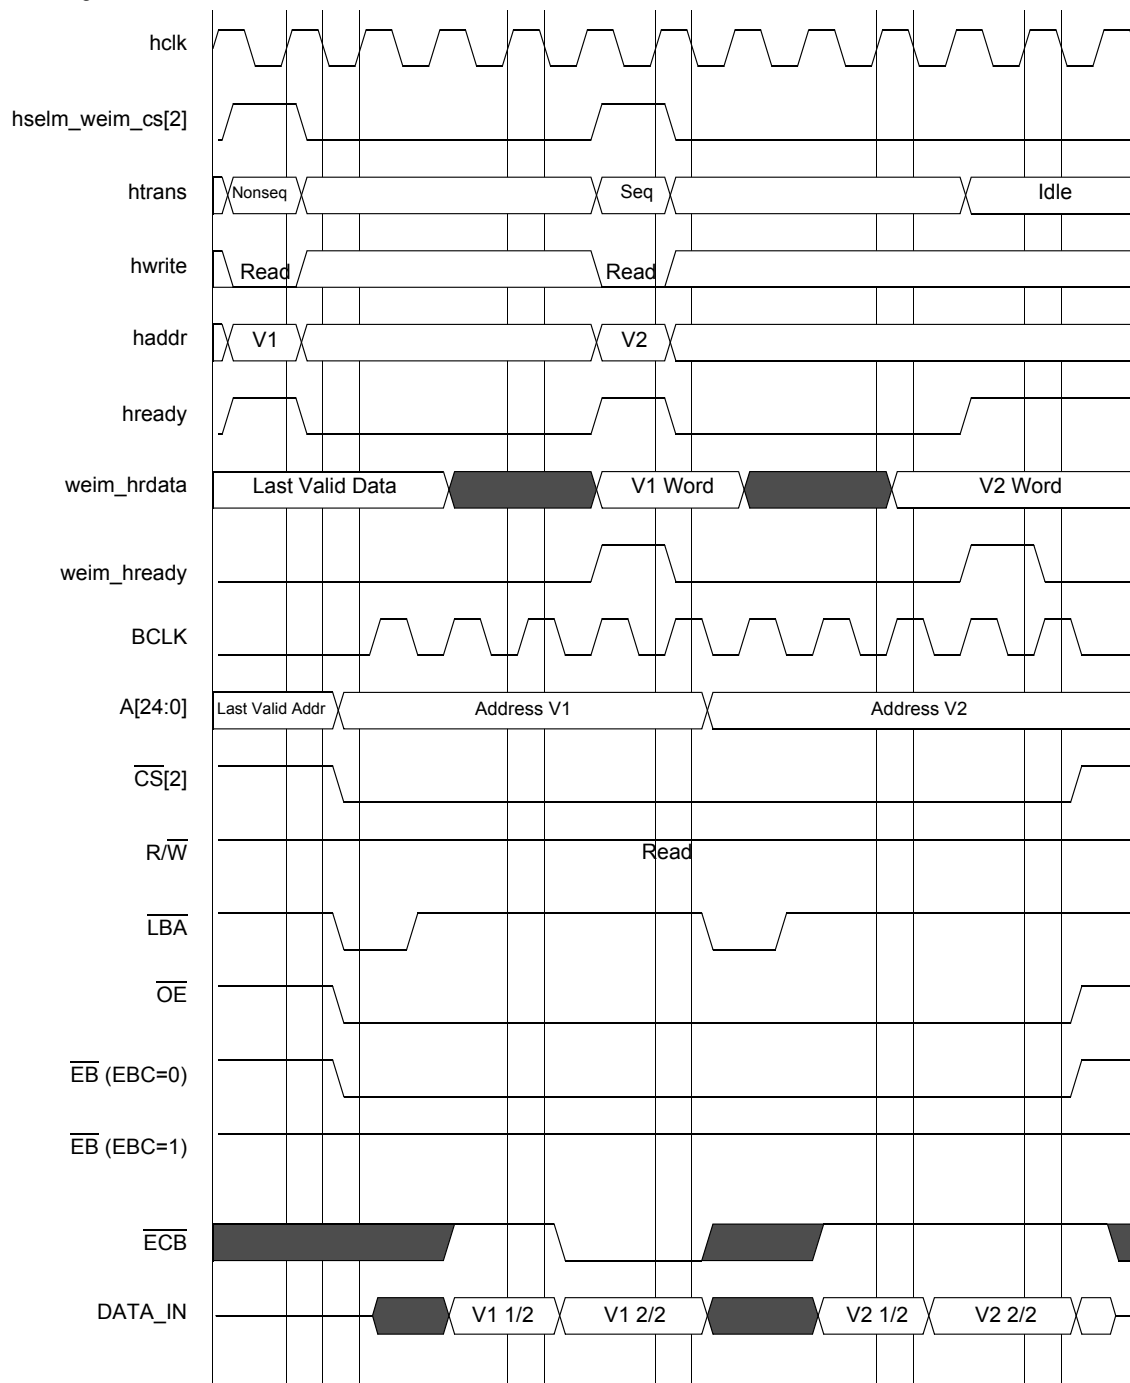 hclk
hselm_weim_cs[2]
htrans Nonseq Seq Idle
hwrite Read Read
haddr V1 V2
hready
weim_hrdata Last Valid Data V1 Word V2 Word
weim_hready
BCLK
A[24:0] Last Valid Addr Address V1 Address V2
CS[2]
R/W Read
LBA
OE
EB (EBC=0)
EB (EBC=1)
ECB
DATA_IN V1 1/2 V1 2/2 V2 1/2 V2 2/2